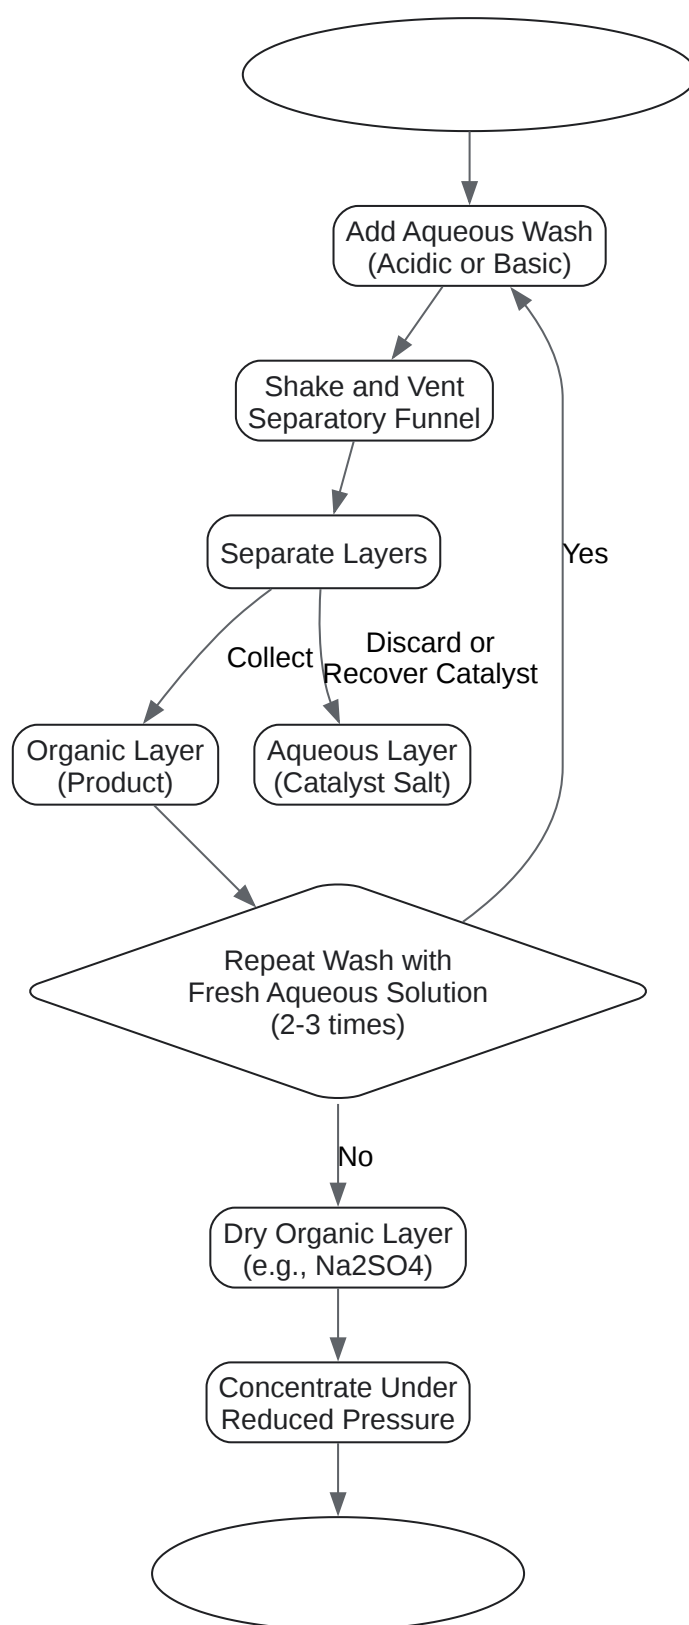 Add Aqueous Wash
(Acidic or Basic)
Shake and Vent
Separatory Funnel
Separate Layers
Yes
Collect
Discard or
Recover Catalyst
Organic Layer
(Product)
Aqueous Layer
(Catalyst Salt)
Repeat Wash with
Fresh Aqueous Solution
(2-3 times)
No
Dry Organic Layer
(e.g., Na2SO4)
Concentrate Under
Reduced Pressure